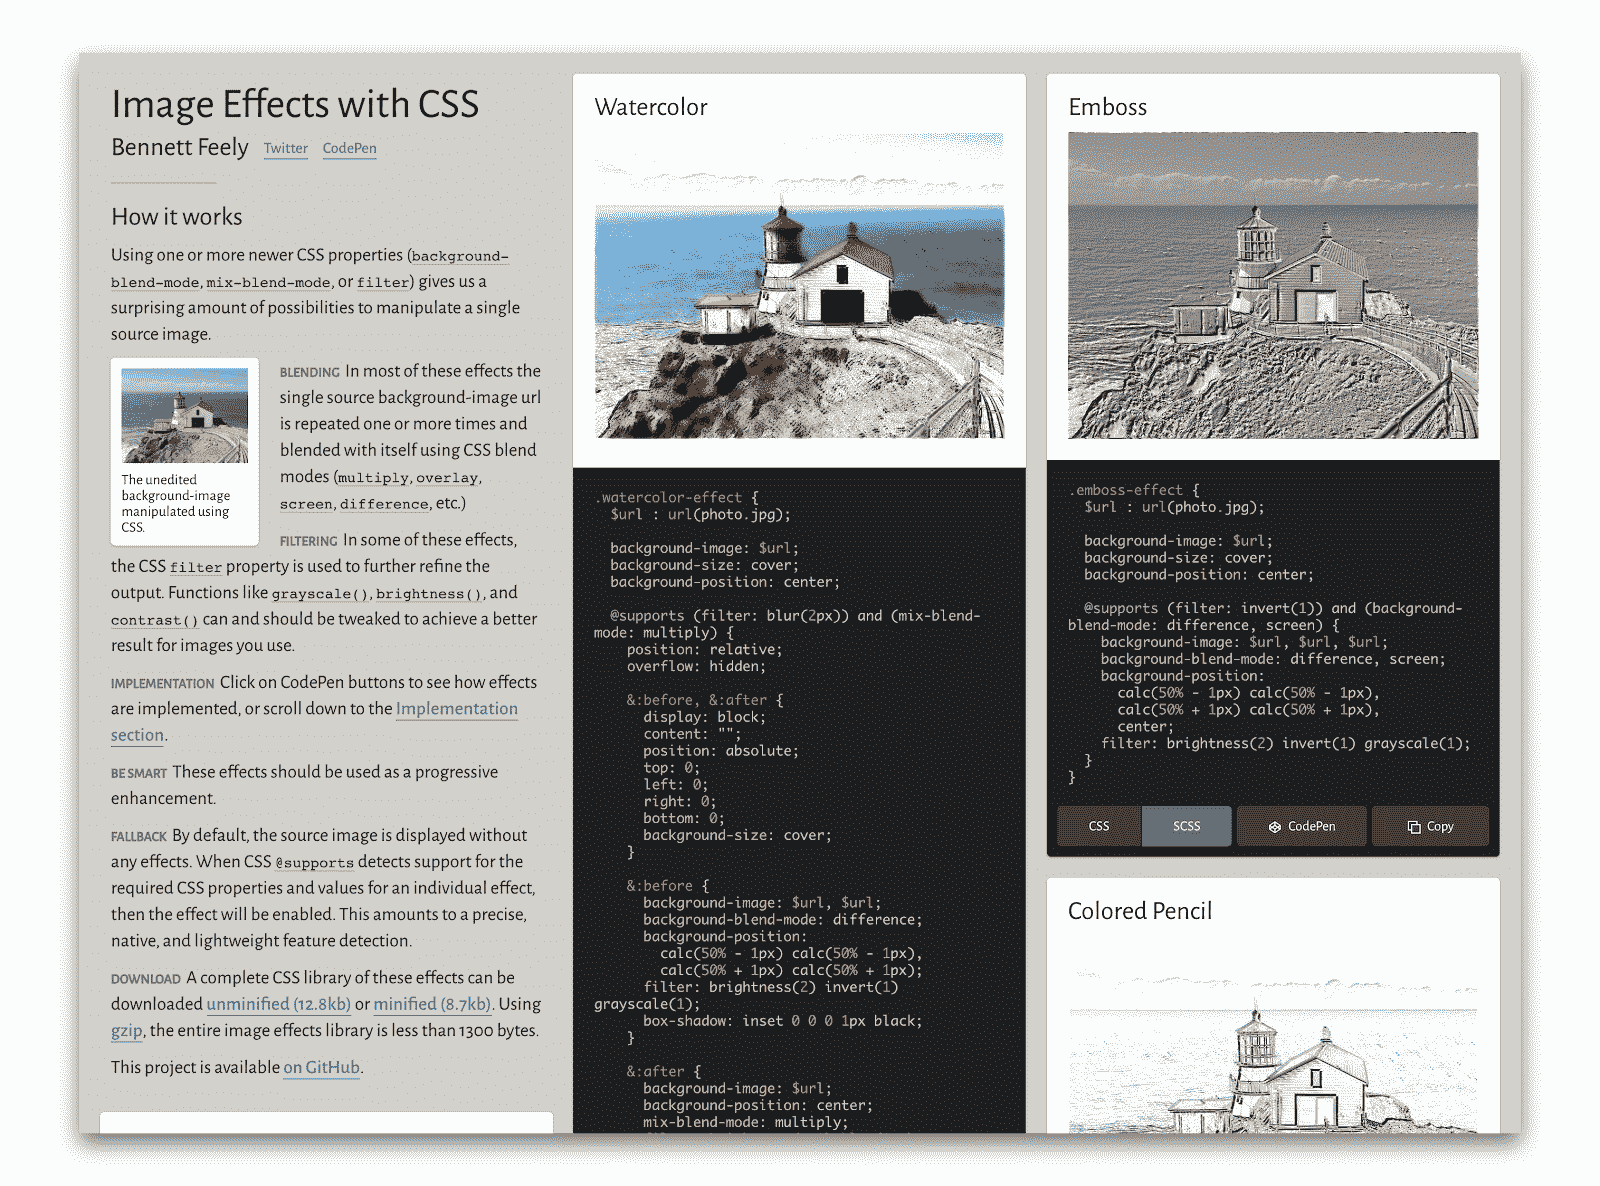 Image Effects with CSS
Bennett Feely Twitter CodePen
How it works
Using one or more newer CSS properties (background-
blend-mode, mix-blend-mode, or filter) gives us a
surprising amount of possibilities to manipulate a single
source image.
The unedited
background-image
manipulated using
CSS.
BLENDING In most of these effects the
single source background-image url
is repeated one or more times and
blended with itself using CSS blend
modes (multiply, overlay,
screen, difference, etc.)
FILTERING In some of these effects,
the CSS filter property is used to further refine the
output. Functions like grayscale(), brightness(), and
contrast() can and should be tweaked to achieve a better
result for images you use.
IMPLEMENTATION Click on CodePen buttons to see how effects
are implemented, or scroll down to the Implementation
section.
BE SMART These effects should be used as a progressive
enhancement.
FALLBACK By default, the source image is displayed without
any effects. When CSS @supports detects support for the
required CSS properties and values for an individual effect,
then the effect will be enabled. This amounts to a precise,
native, and lightweight feature detection.
DOWNLOAD A complete CSS library of these effects can be
downloaded unminified (12.8kb) or minified (8.7kb). Using
gzip, the entire image effects library is less than 1300 bytes.
This project is available on GitHub.
Watercolor
.watercolor-effect {
$url : url(photo.jpg);
background-image: $url;
background-size: cover;
background-position: center;
@supports (filter: blur(2px)) and (mix-blend-
mode: multiply) {
position: relative;
overflow: hidden;
&:before, &:after {
display: block;
content: "";
position: absolute;
top: 0;
left: 0;
right: 0;
bottom: 0;
background-size: cover;
}
&:before {
background-image: $url, $url;
background-blend-mode: difference;
background-position:
calc(50% - 1px) calc(50% - 1px),
calc(50% + 1px) calc(50% + 1px);
filter: brightness(2) invert(1)
grayscale(1);
box-shadow: inset 0 0 0 1px black;
}
&:after {
background-image: $url;
background-position: center;
mix-blend-mode: multiply;
Emboss
.emboss-effect {
$url : url(photo.jpg);
background-image: $url;
background-size: cover;
background-position: center;
@supports (filter: invert(1)) and (background-
blend-mode: difference, screen) {
background-image: $url, $url, $url;
background-blend-mode: difference, screen;
background-position:
calc(50% - 1px) calc(50% - 1px),
calc(50% + 1px) calc(50% + 1px),
center;
filter: brightness(2) invert(1) grayscale(1);
}
}
CSS SCSS CodePen Copy
Colored Pencil